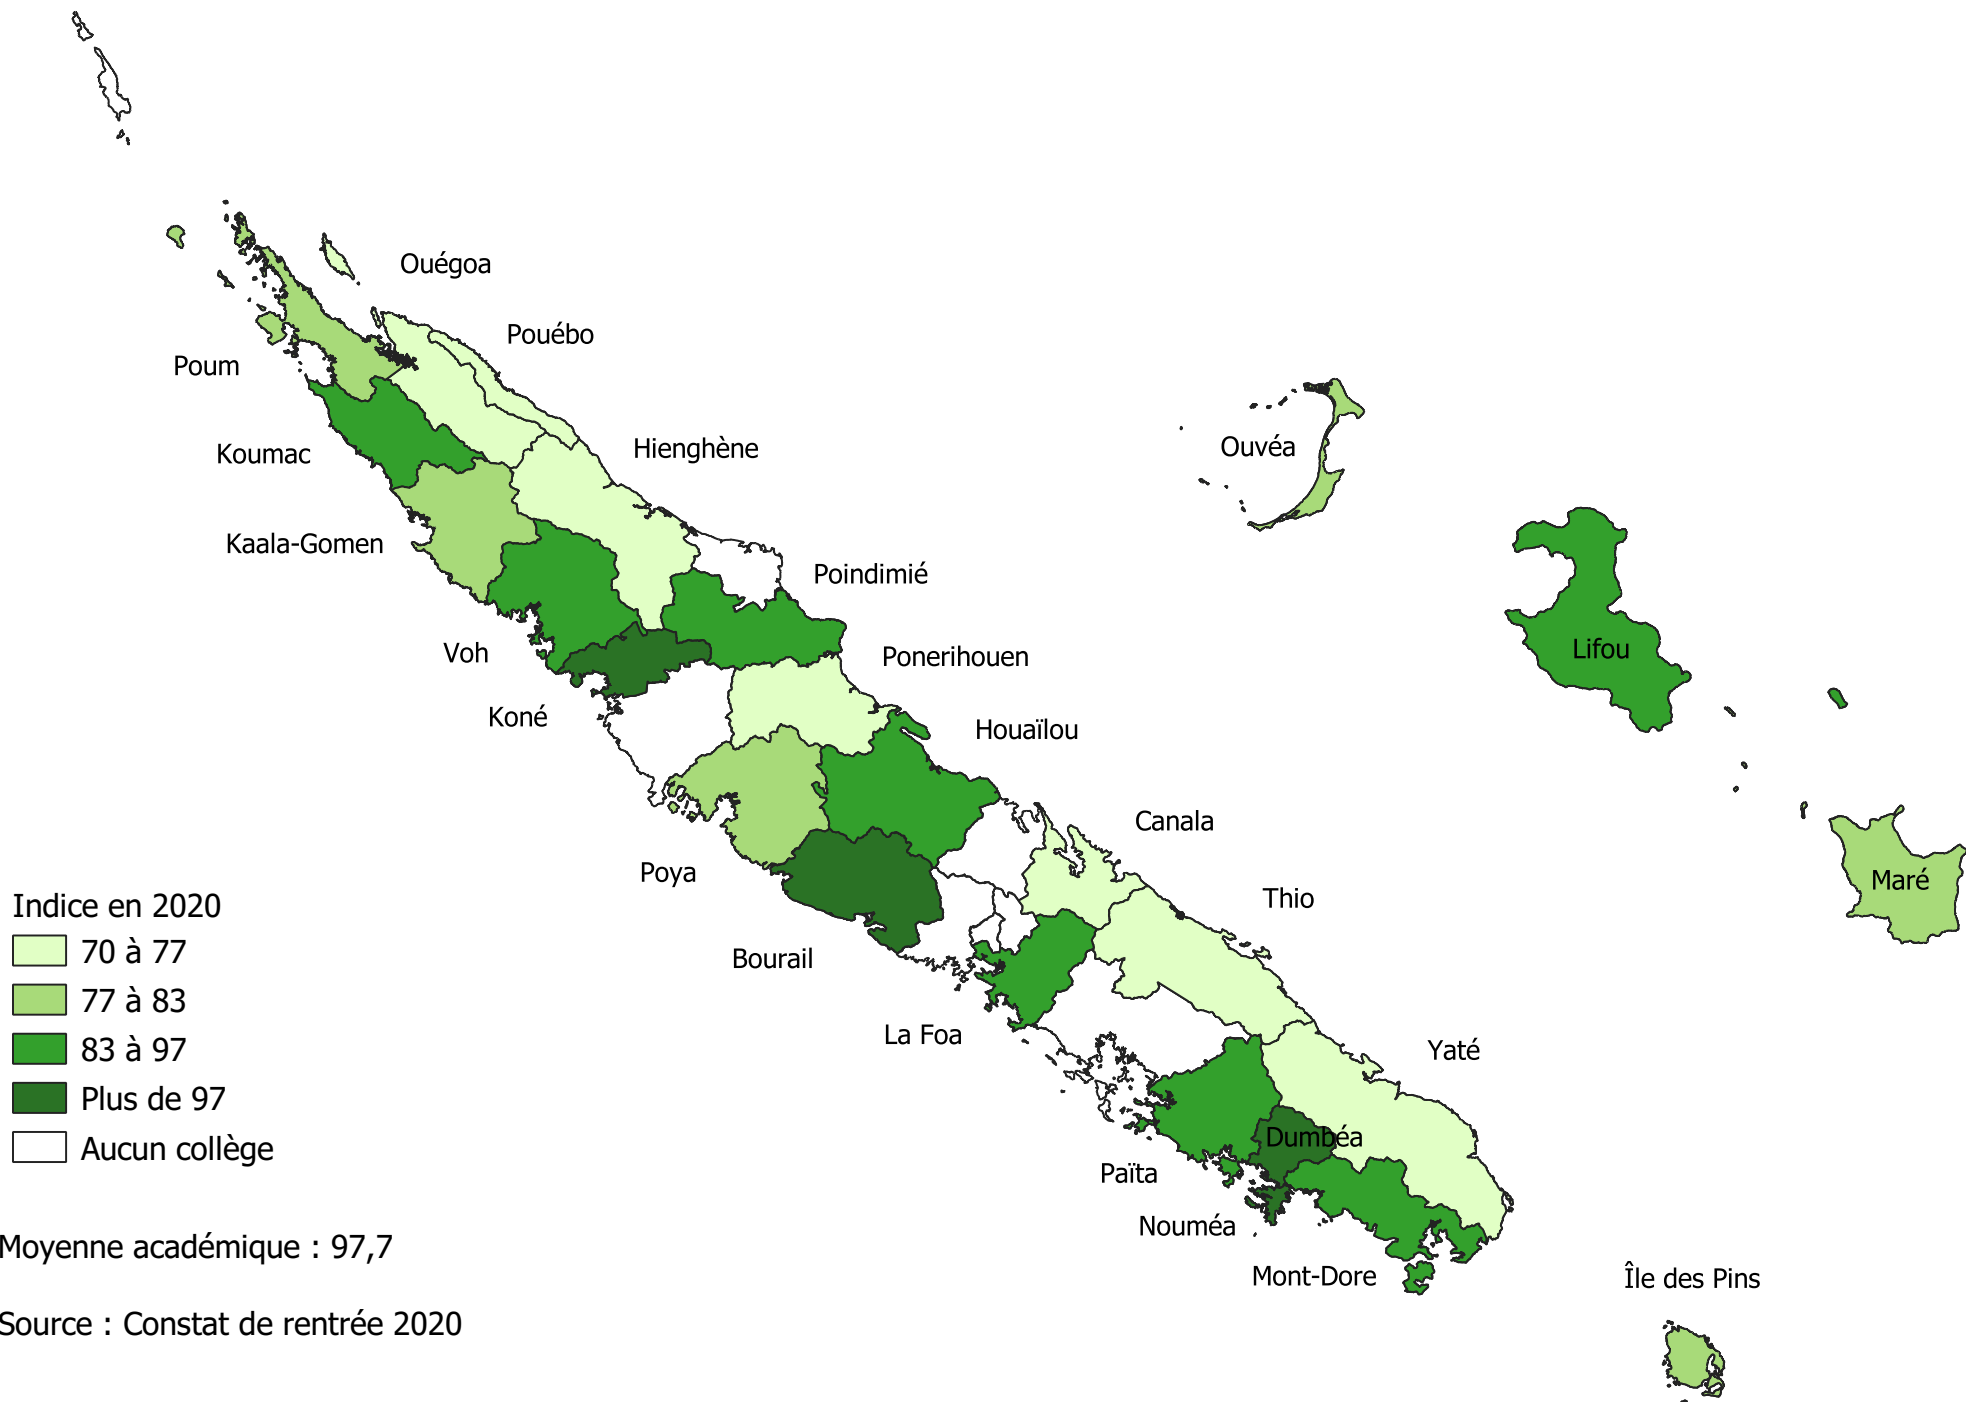 Ouégoa
Pouébo
Poum
Hienghène
Koumac
Ouvéa
Kaala-Gomen
Poindimié
Lifou
Voh
Ponerihouen
Koné
Houaïlou
Canala
Poya
Maré
Thio
Bourail
La Foa
Yaté
Dumbéa
Païta
Nouméa
Mont-Dore
Île des Pins
Indice en 2020
70 à 77
77 à 83
83 à 97
Plus de 97
Aucun collège
Moyenne académique : 97,7
Source : Constat de rentrée 2020